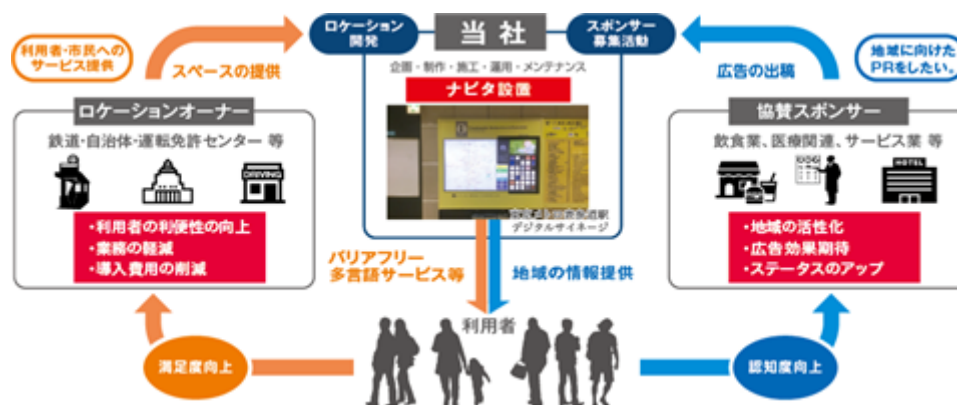 ロケーション
開発
当社
スポンサー
募集活動
利用者・市民への
サービス提供
スペースの提供
企画・制作・施工・運用・メンテナンス
ナビタ設置
広告の出稿
地域に向けた
PRをしたい。
ロケーションオーナー
鉄道・自治体・運転免許センター 等
DRIVING
・利用者の利便性の向上
・業務の軽減
・導入費用の削減
デジタルサイネージ
協賛スポンサー
飲食業、医療関連、サービス業 等
HOTEL
・地域の活性化
・広告効果期待
・ステータスのアップ
バリアフリー
多言語サービス等
地域の情報提供
利用者
満足度向上
認知度向上